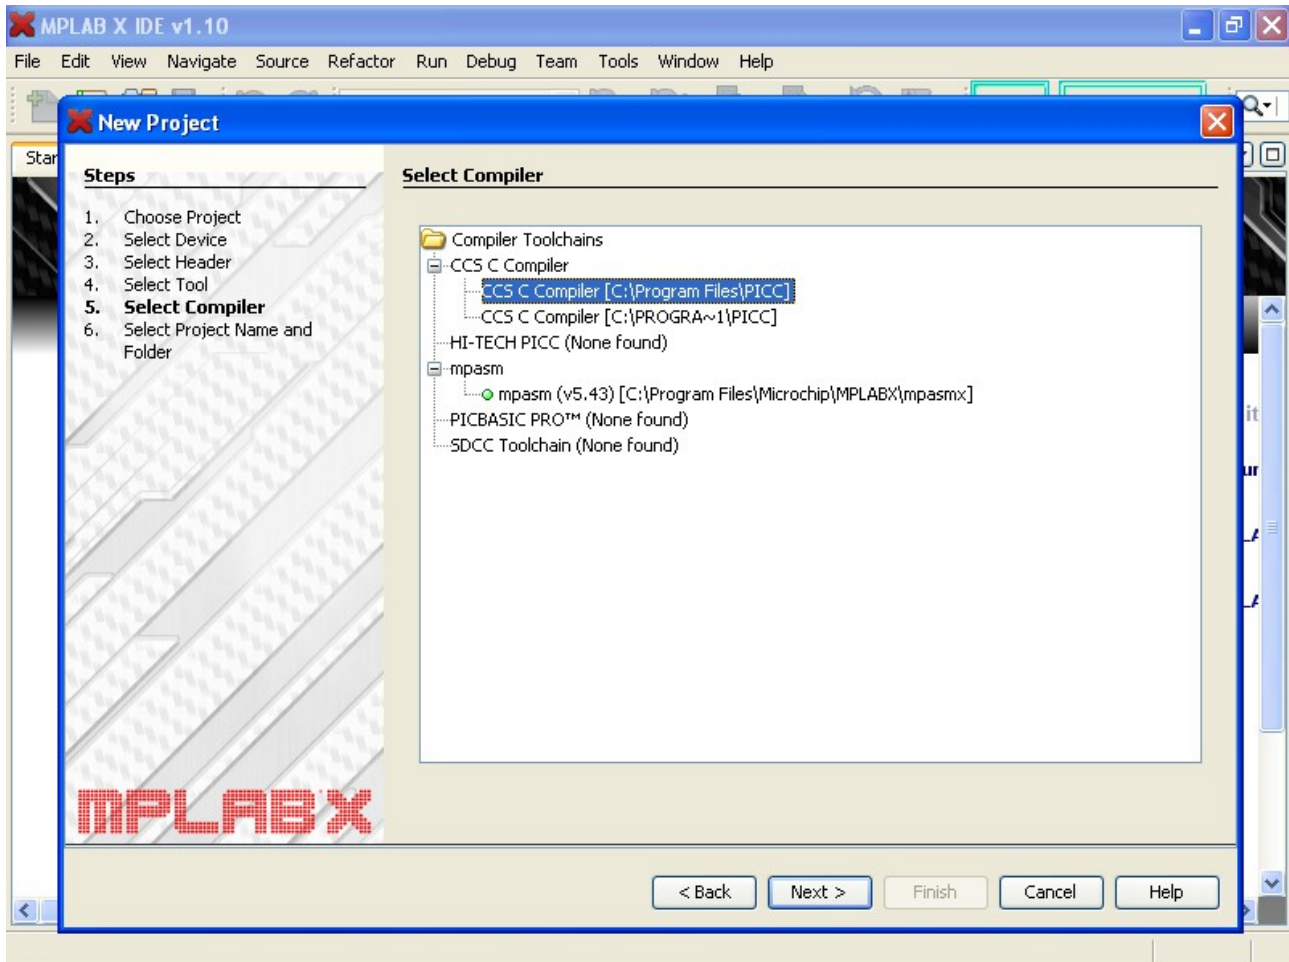 MPLAB X IDE v1.10
File Edit View Navigate Source Refactor Run Debug Team Tools Window Help
New Project
Star
Steps
1. Choose Project
2. Select Device
3. Select Header
4. Select Tool
5. Select Compiler
6. Select Project Name and
Folder
Select Compiler
Compiler Toolchains
CCS C Compiler
CCS C Compiler [C:\Program Files\PICC]
CCS C Compiler [C:\PROGRA~1\PICC]
HI-TECH PICC (None found)
mpasm
mpasm (v5.43) [C:\Program Files\Microchip\MPLABX\mpasmx]
PICBASIC PRO™ (None found)
SDCC Toolchain (None found)
it
ur
MPLAB X
< Back Next > Finish Cancel Help